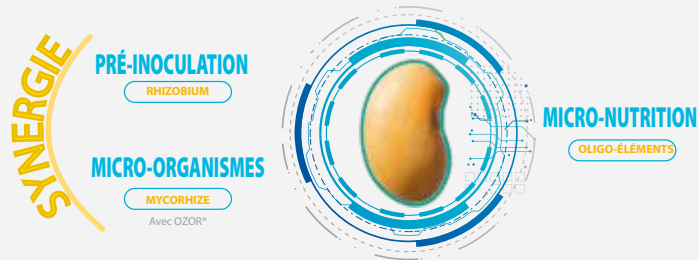 SYNERGIE
PRÉ-INOCULATION
RHIZOBIUM
MICRO-ORGANISMES
MYCORHIZE
Avec OZOR®
MICRO-NUTRITION
OLIGO-ÉLÉMENTS